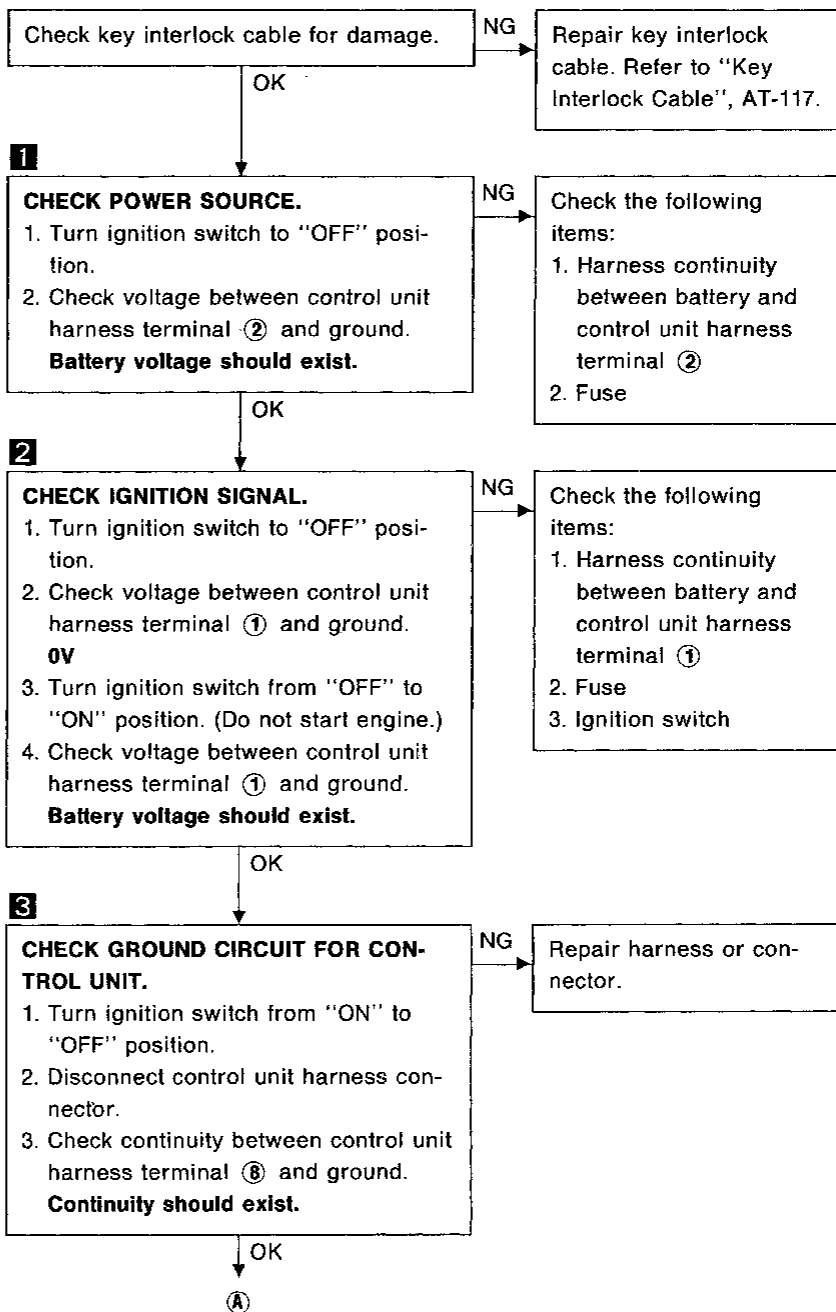 Check key interlock cable for damage.
NG
Repair key interlock
cable. Refer to "Key
Interlock Cable", AT-117.
OK
1
CHECK POWER SOURCE.
1. Turn ignition switch to "OFF" posi-
tion.
2. Check voltage between control unit
harness terminal ② and ground.
Battery voltage should exist.
NG
Check the following
items:
1. Harness continuity
between battery and
control unit harness
terminal ②
2. Fuse
OK
2
CHECK IGNITION SIGNAL.
1. Turn ignition switch to "OFF" posi-
tion.
2. Check voltage between control unit
harness terminal ① and ground.
0V
3. Turn ignition switch from "OFF" to
"ON" position. (Do not start engine.)
4. Check voltage between control unit
harness terminal ① and ground.
Battery voltage should exist.
NG
Check the following
items:
1. Harness continuity
between battery and
control unit harness
terminal ①
2. Fuse
3. Ignition switch
OK
3
CHECK GROUND CIRCUIT FOR CON-
TROL UNIT.
1. Turn ignition switch from "ON" to
"OFF" position.
2. Disconnect control unit harness con-
nector.
3. Check continuity between control unit
harness terminal ⑧ and ground.
Continuity should exist.
NG
Repair harness or con-
nector.
OK
Ⓐ